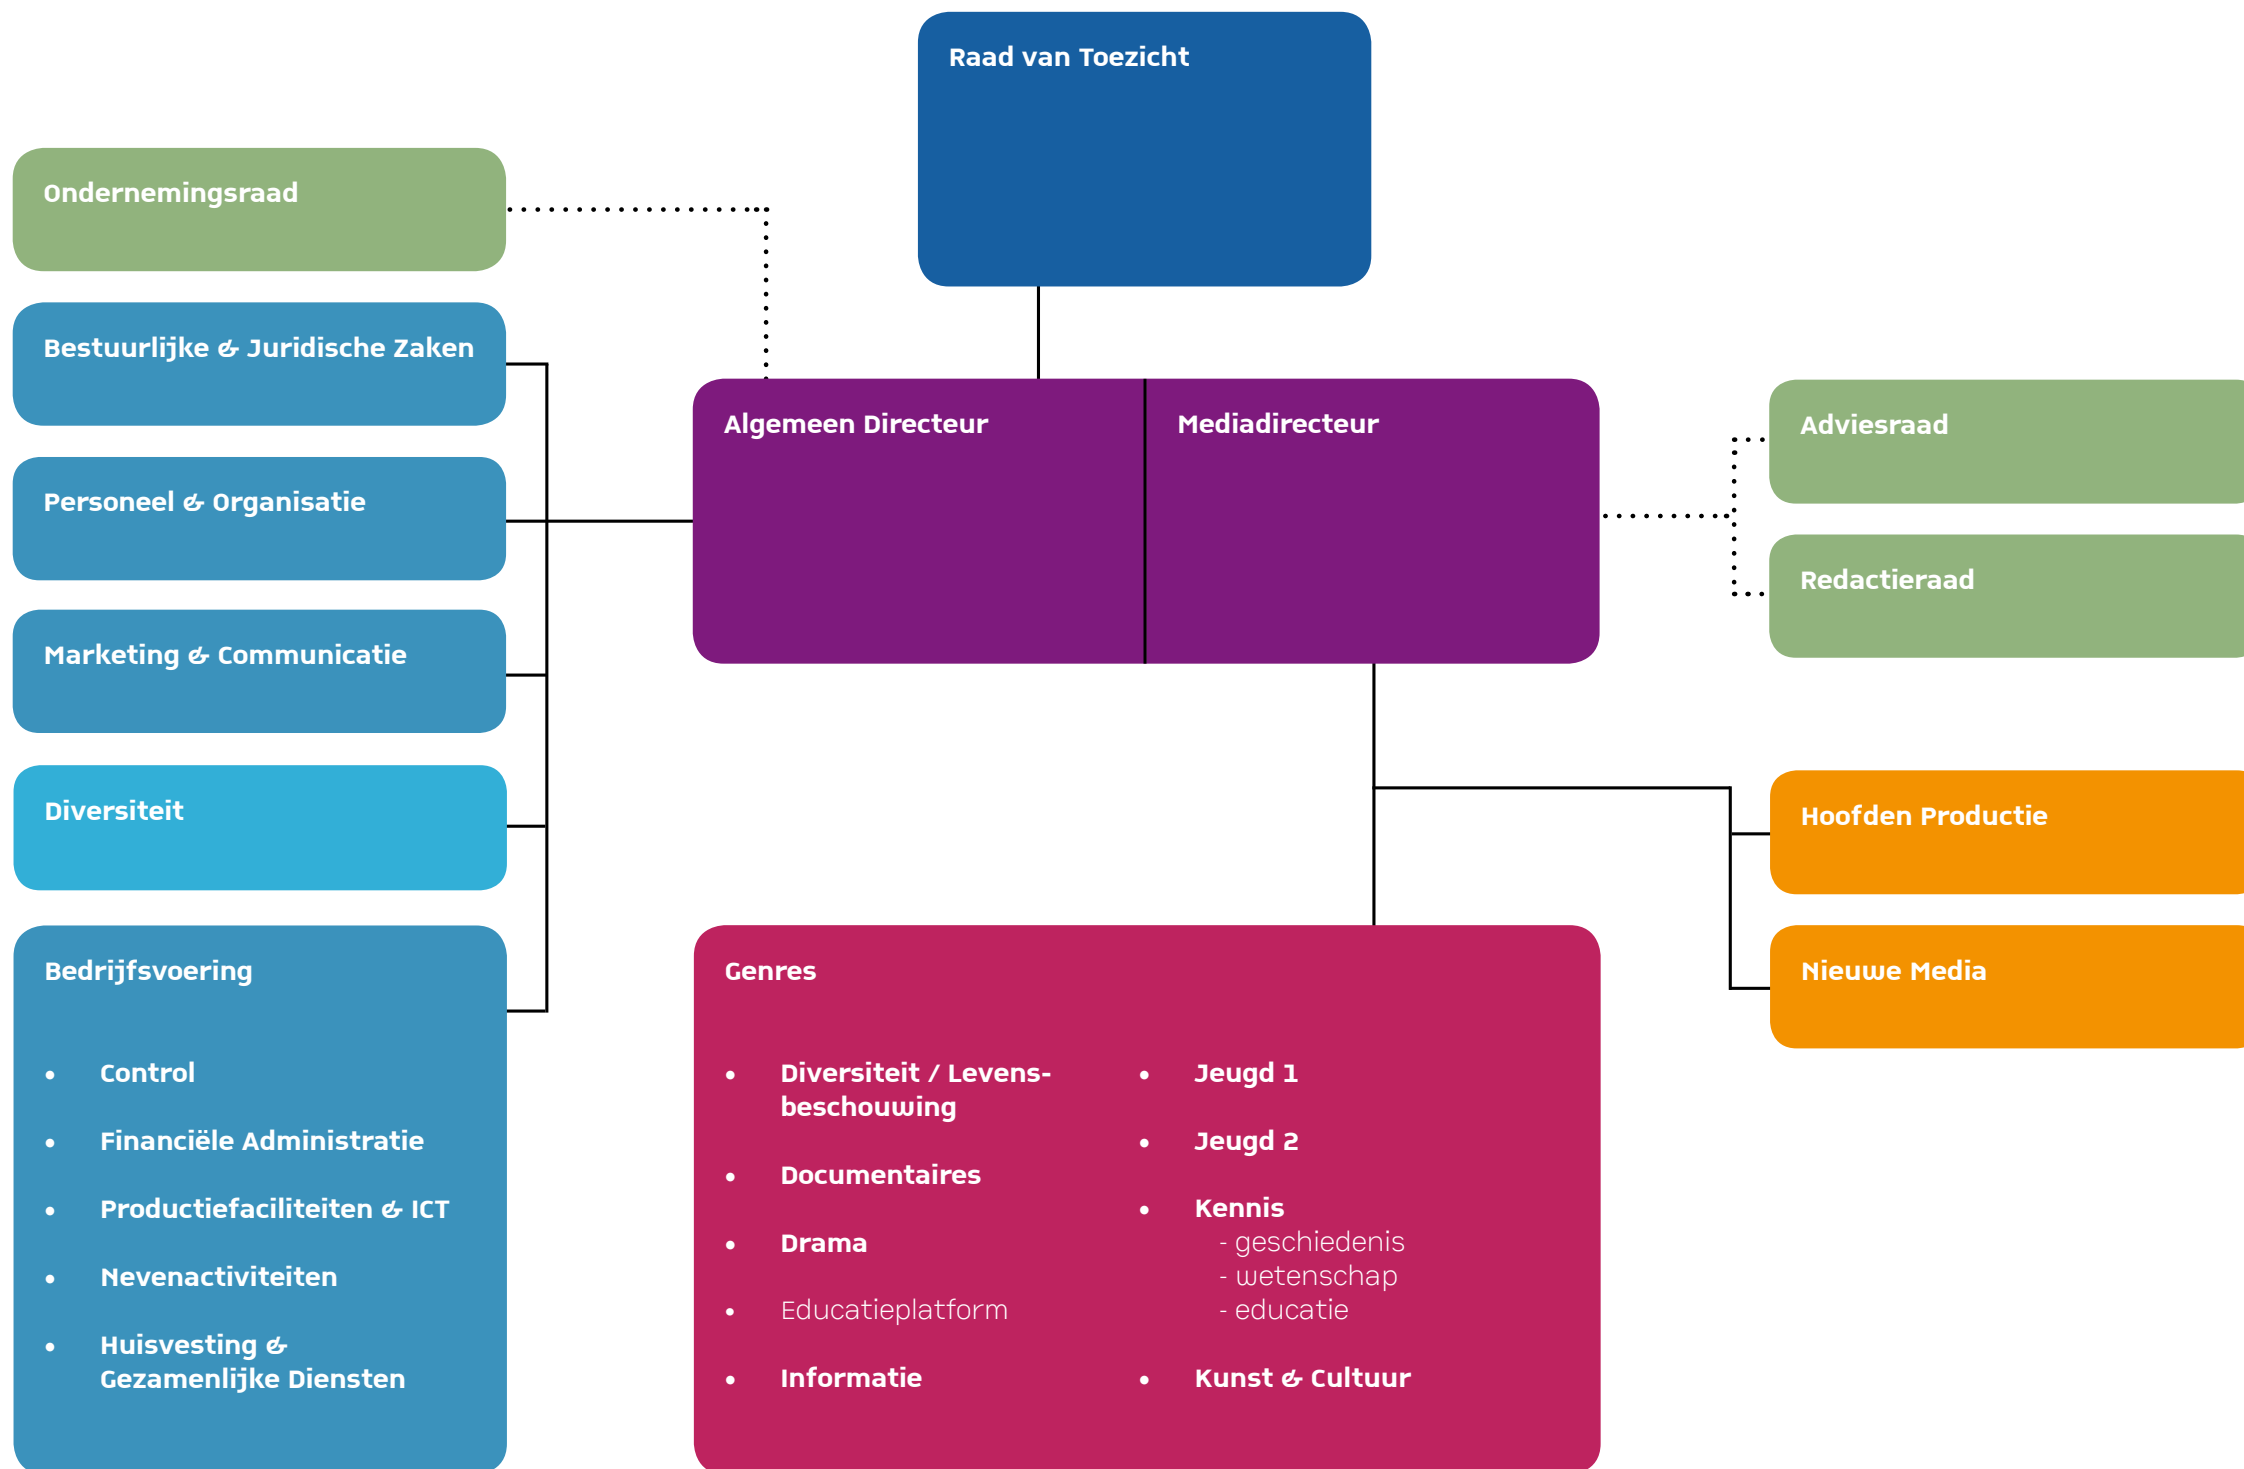 Raad van Toezicht
Ondernemingsraad
Bestuurlijke & Juridische Zaken
Personeel & Organisatie
Marketing & Communicatie
Diversiteit
Bedrijfsvoering
• Control
• Financiële Administratie
• Productiefaciliteiten & ICT
• Nevenactiviteiten
• Huisvesting &
Gezamenlijke Diensten
Algemeen Directeur
Mediadirecteur
Adviesraad
Redactieraad
Hoofden Productie
Nieuwe Media
Genres
• Diversiteit / Levens-
beschouwing
• Documentaires
• Drama
• Educatieplatform
• Informatie
• Jeugd 1
• Jeugd 2
• Kennis
- geschiedenis
- wetenschap
- educatie
• Kunst & Cultuur